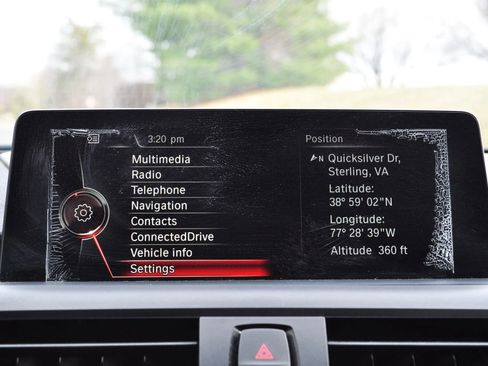 3:20 pm
Multimedia
Radio
Telephone
Navigation
Contacts
ConnectedDrive
Vehicle info
Settings
Position
N Quicksilver Dr,
Sterling, VA
Latitude:
38° 59' 02"N
Longitude:
77° 28' 39"W
Altitude 360 ft